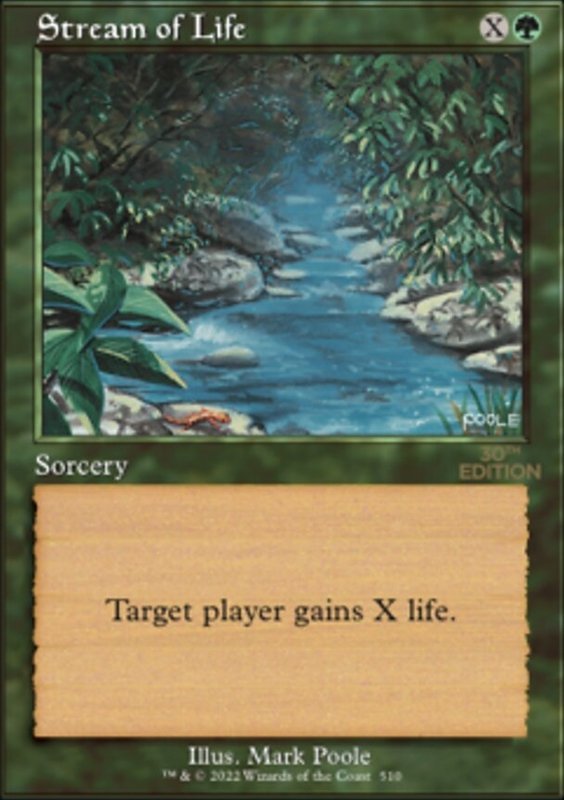 Stream of Life X
POOLE
Sorcery
30TH
EDITION
Target player gains X life.
Illus. Mark Poole
™ & © 2022 Wizards of the Coast 510